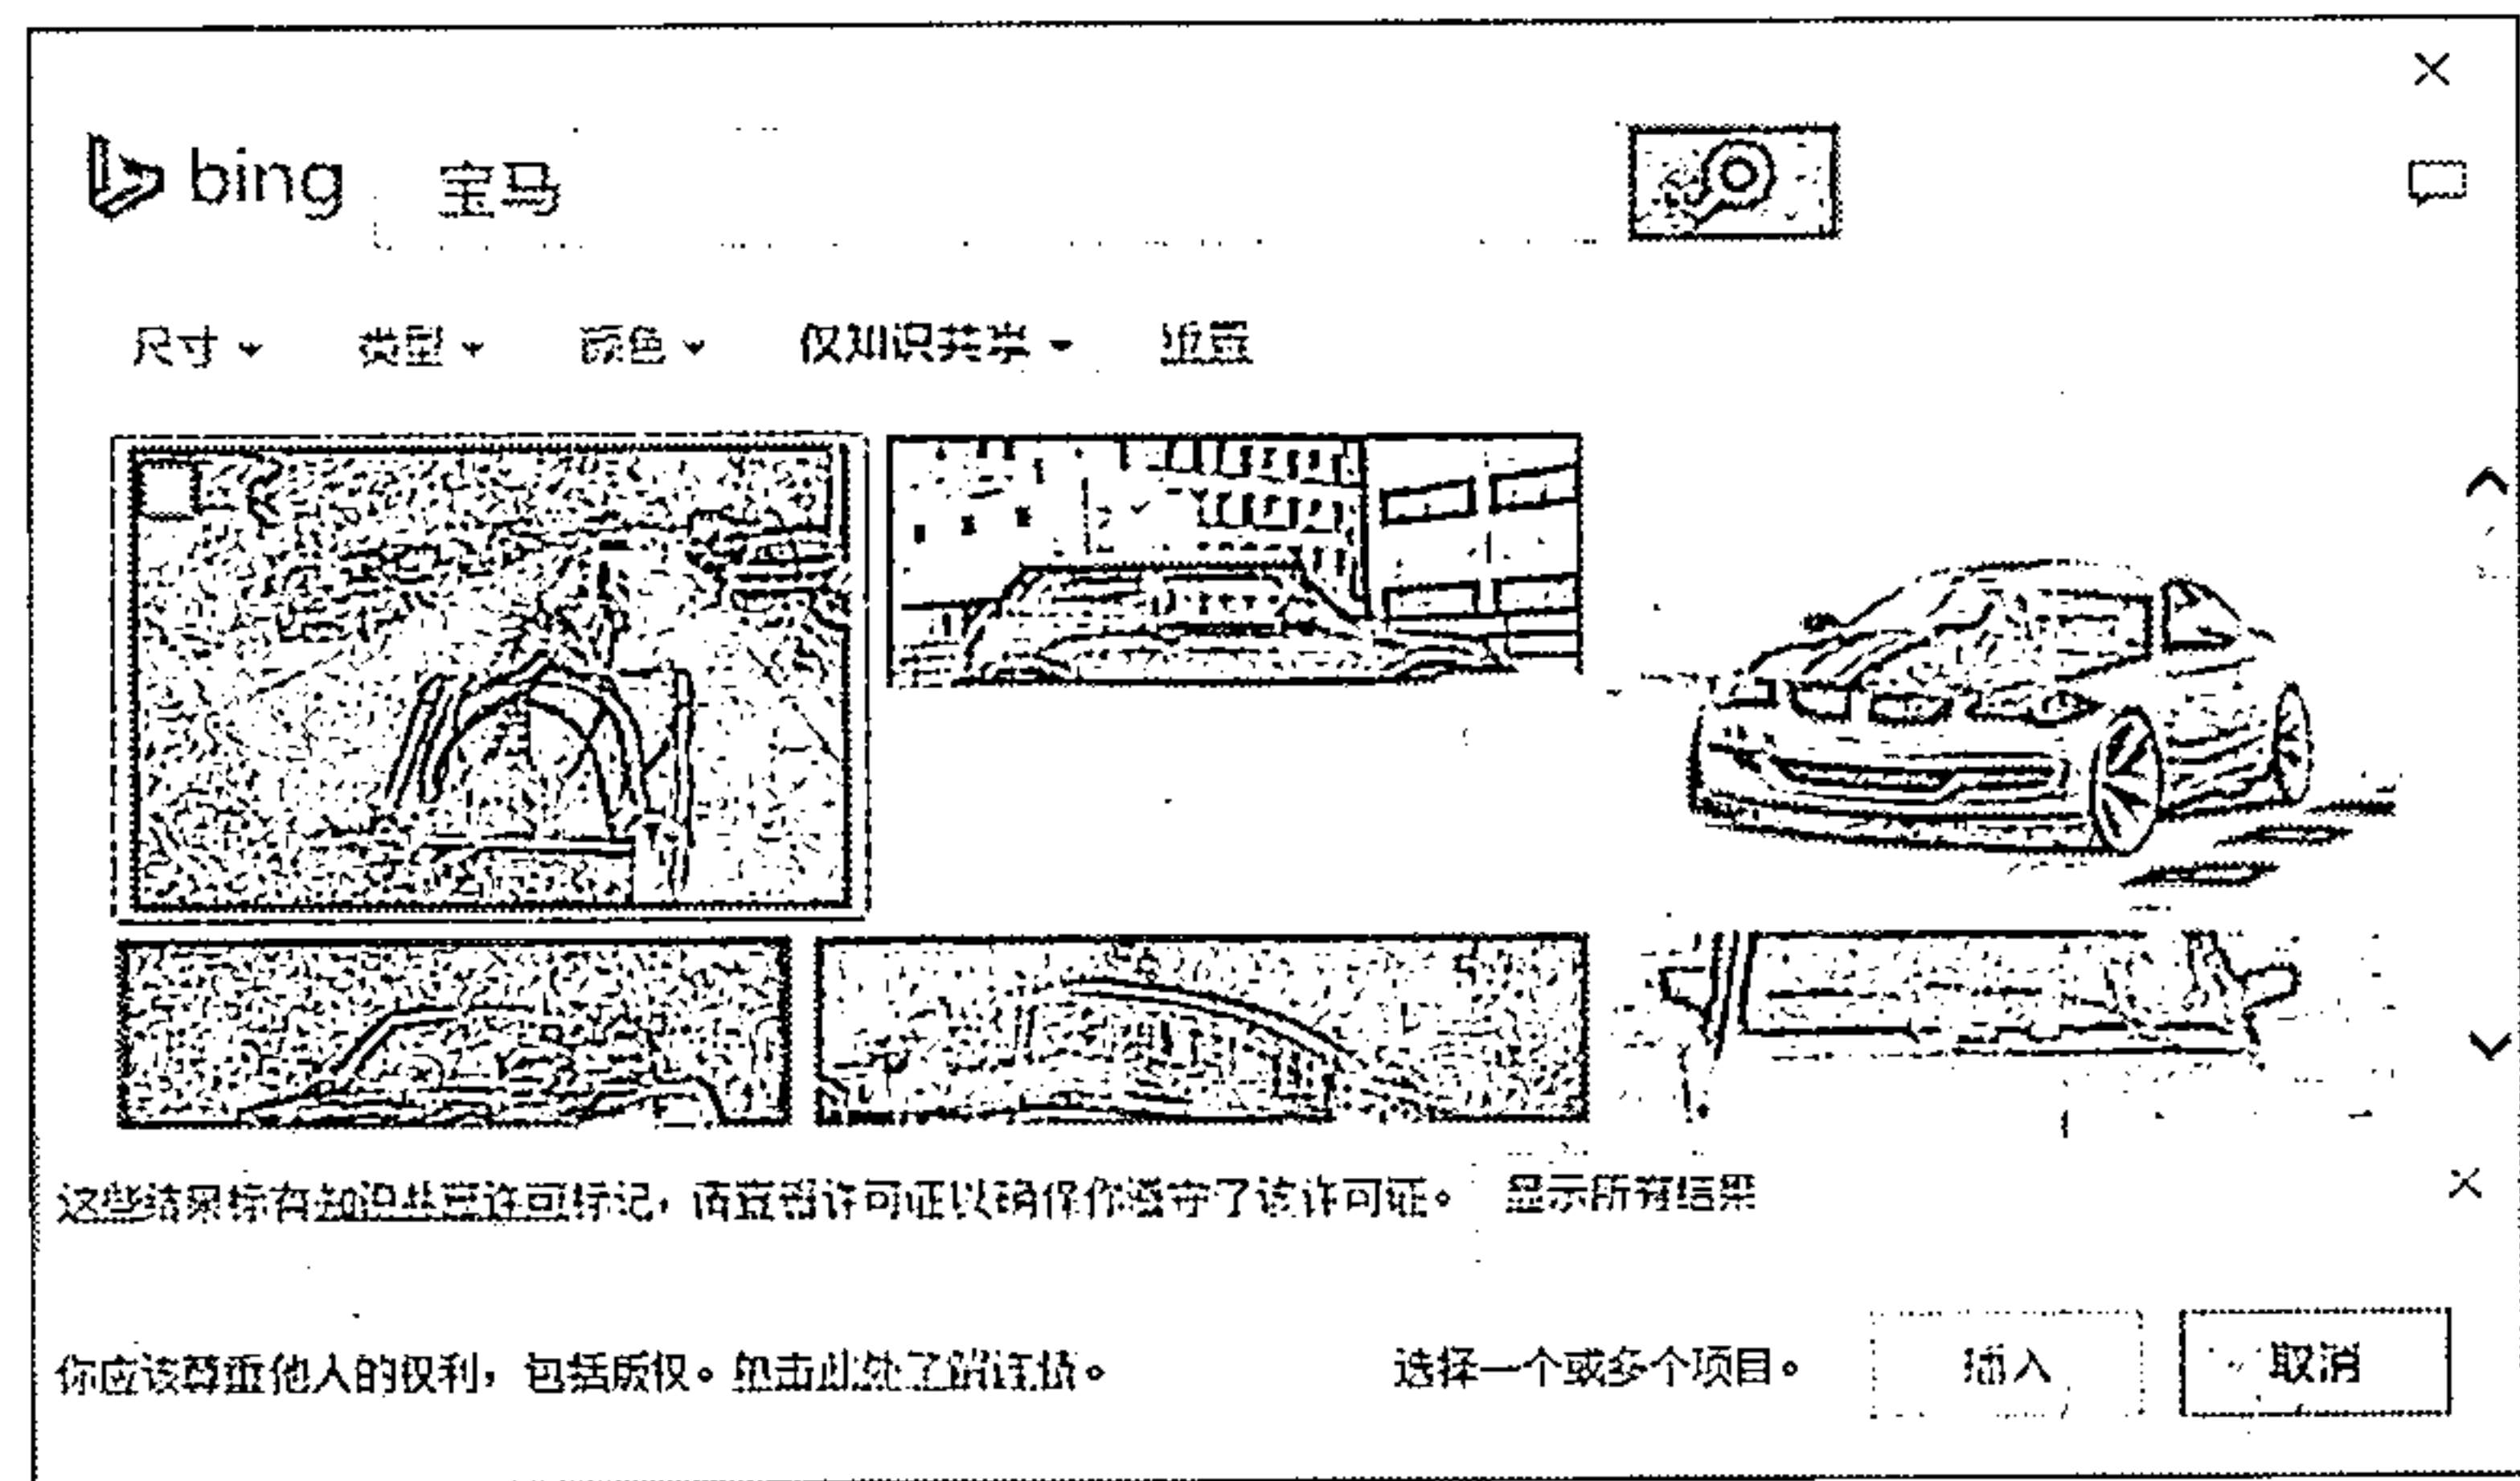 bing 宝马
尺寸 类型 颜色 仅知识共享 重置
这些结果标有知识共享许可标记，请查看许可证以确保你遵守了该许可证。 显示所有结果
你应该尊重他人的权利，包括版权。单击此处了解详情。 选择一个或多个项目。 插入 取消